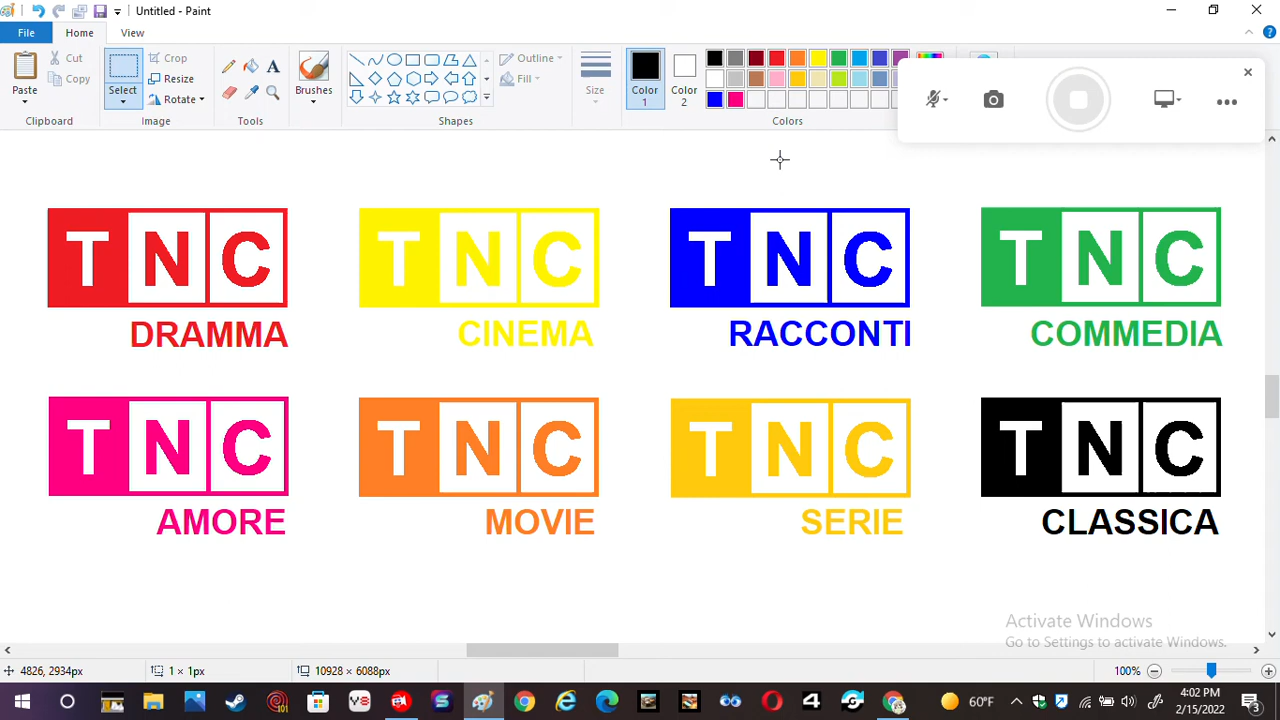 Untitled - Paint
File
Home
View
Paste
Cut
Copy
Clipboard
Select
Crop
Resize
Rotate
Image
A
Tools
Brushes
Outline
Fill
Shapes
Size
Color
1
Color
2
Colors
TNC
DRAMMA
TNC
CINEMA
TNC
RACCONTI
TNC
COMMEDIA
TNC
AMORE
TNC
MOVIE
TNC
SERIE
TNC
CLASSICA
Activate Windows
Go to Settings to activate Windows.
4826, 2934px
1 × 1px
10928 × 6088px
100%
60°F
4:02 PM
2/15/2022
3